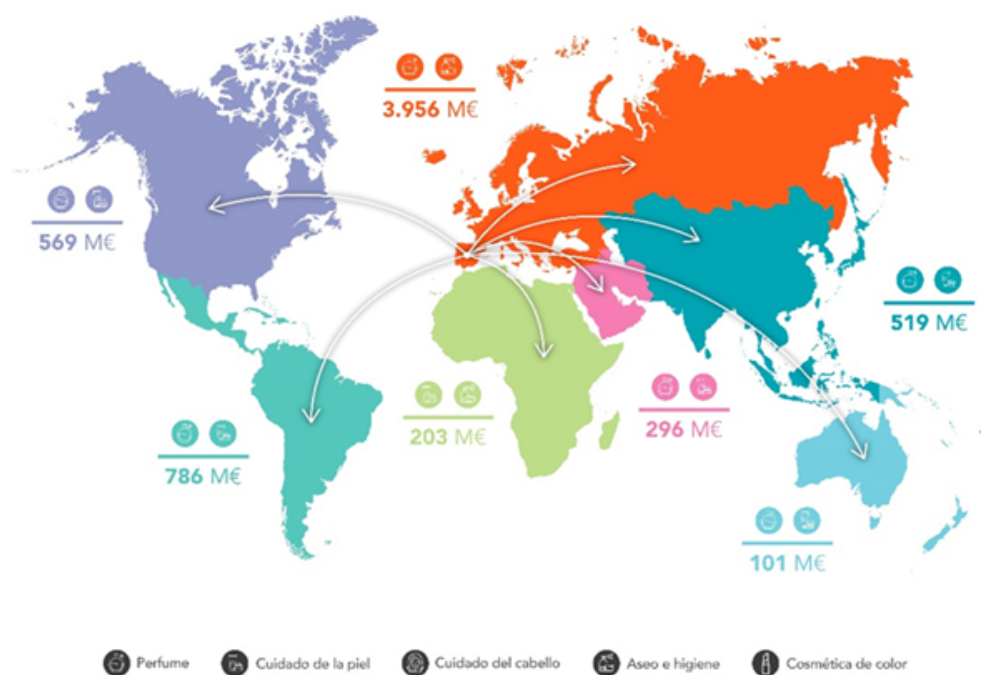 3.956 M€
569 M€
519 M€
786 M€
203 M€
296 M€
101 M€
Perfume
Cuidado de la piel
Cuidado del cabello
Aseo e higiene
Cosmética de color